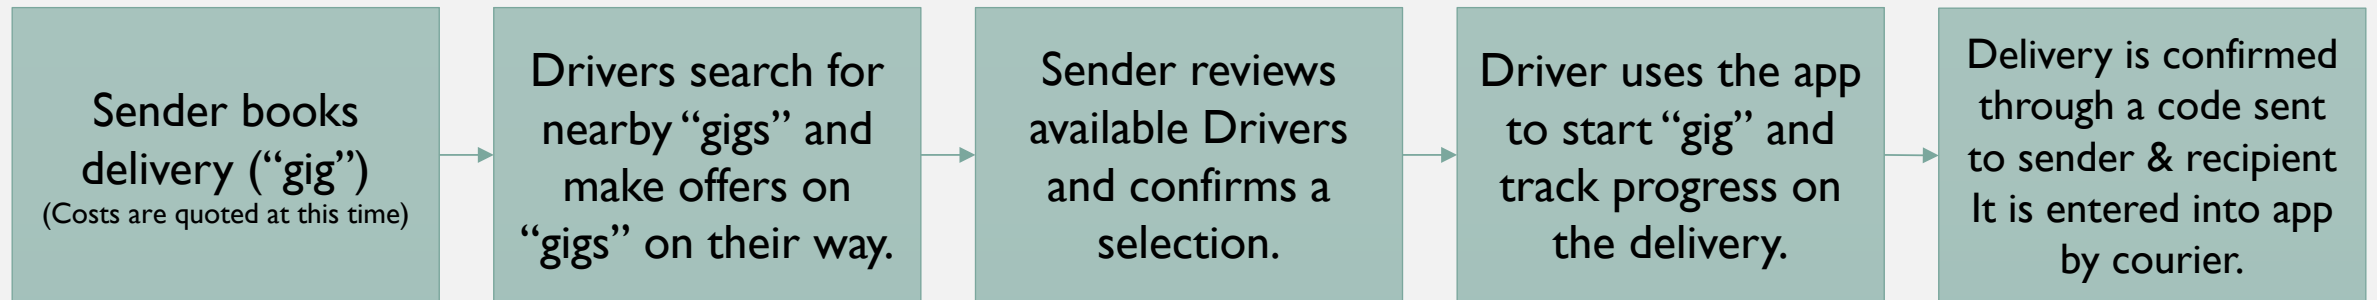 Sender books
delivery (“gig”)
(Costs are quoted at this time)
Drivers search for
nearby “gigs” and
make offers on
“gigs” on their way.
Sender reviews
available Drivers
and confirms a
selection.
Driver uses the app
to start “gig” and
track progress on
the delivery.
Delivery is confirmed
through a code sent
to sender & recipient
It is entered into app
by courier.